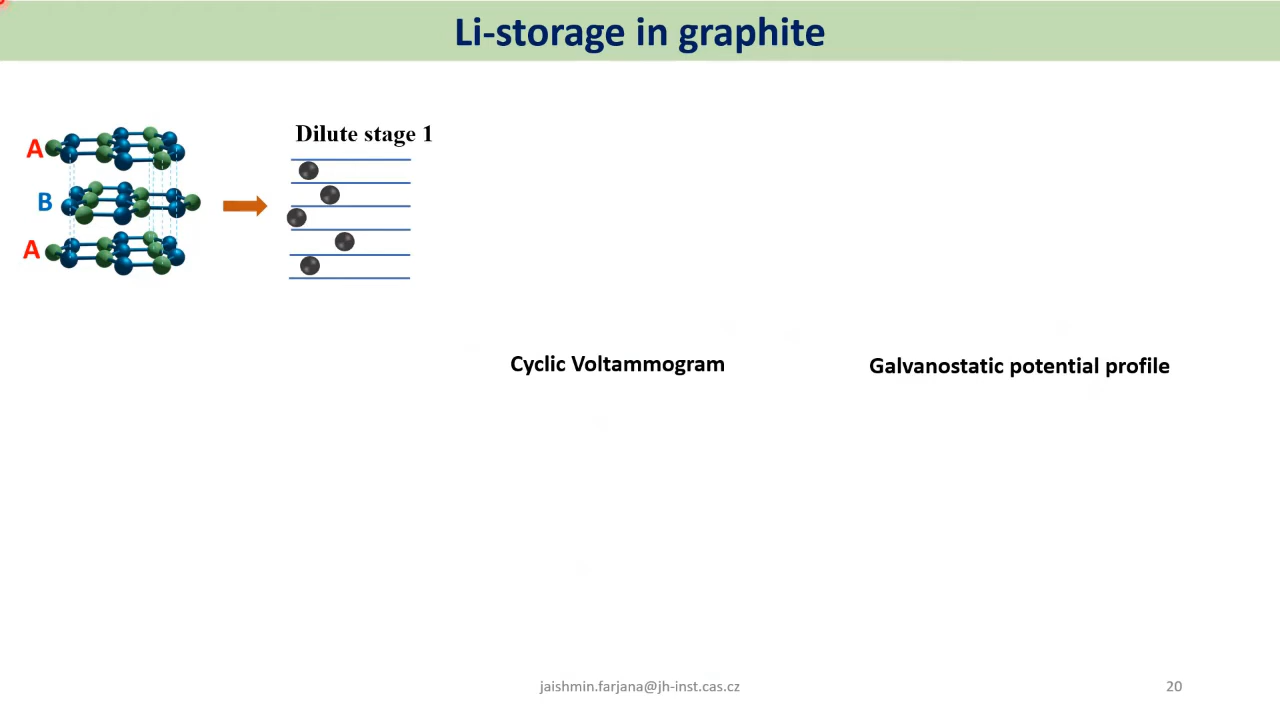 Li-storage in graphite
Dilute stage 1
A
B
A
Cyclic Voltammogram
Galvanostatic potential profile
jaishmin.farjana@jh-inst.cas.cz
20